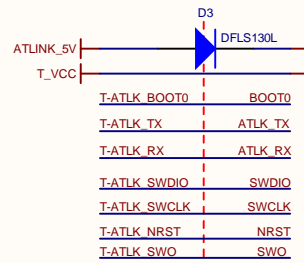 D3
ATLINK_5V DFLS130L
T_VCC
T-ATLK_BOOT0 BOOT0
T-ATLK_TX ATLK_TX
T-ATLK_RX ATLK_RX
T-ATLK_SWDIO SWDIO
T-ATLK_SWCLK SWCLK
T-ATLK_NRST NRST
T-ATLK_SWO SWO